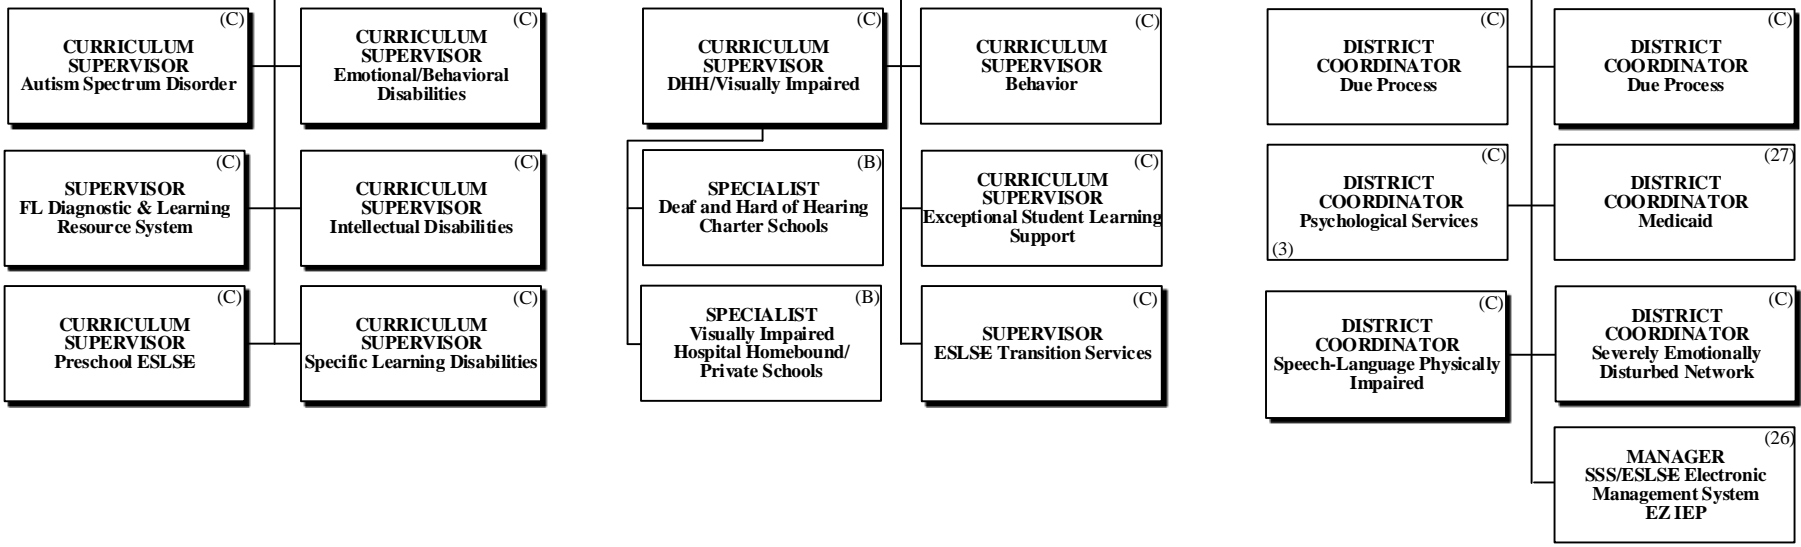 (C)
CURRICULUM
SUPERVISOR
Autism Spectrum Disorder
(C)
CURRICULUM
SUPERVISOR
Emotional/Behavioral
Disabilities
(C)
SUPERVISOR
FL Diagnostic & Learning
Resource System
(C)
CURRICULUM
SUPERVISOR
Intellectual Disabilities
(C)
CURRICULUM
SUPERVISOR
Preschool ESLSE
(C)
CURRICULUM
SUPERVISOR
Specific Learning Disabilities
(C)
CURRICULUM
SUPERVISOR
DHH/Visually Impaired
(C)
CURRICULUM
SUPERVISOR
Behavior
(B)
SPECIALIST
Deaf and Hard of Hearing
Charter Schools
(C)
CURRICULUM
SUPERVISOR
Exceptional Student Learning
Support
(B)
SPECIALIST
Visually Impaired
Hospital Homebound/
Private Schools
(C)
SUPERVISOR
ESLSE Transition Services
(C)
DISTRICT
COORDINATOR
Due Process
(C)
DISTRICT
COORDINATOR
Due Process
(C)
DISTRICT
COORDINATOR
Psychological Services
(3)
(27)
DISTRICT
COORDINATOR
Medicaid
(C)
DISTRICT
COORDINATOR
Speech-Language Physically
Impaired
(C)
DISTRICT
COORDINATOR
Severely Emotionally
Disturbed Network
(26)
MANAGER
SSS/ESLSE Electronic
Management System
EZ IEP